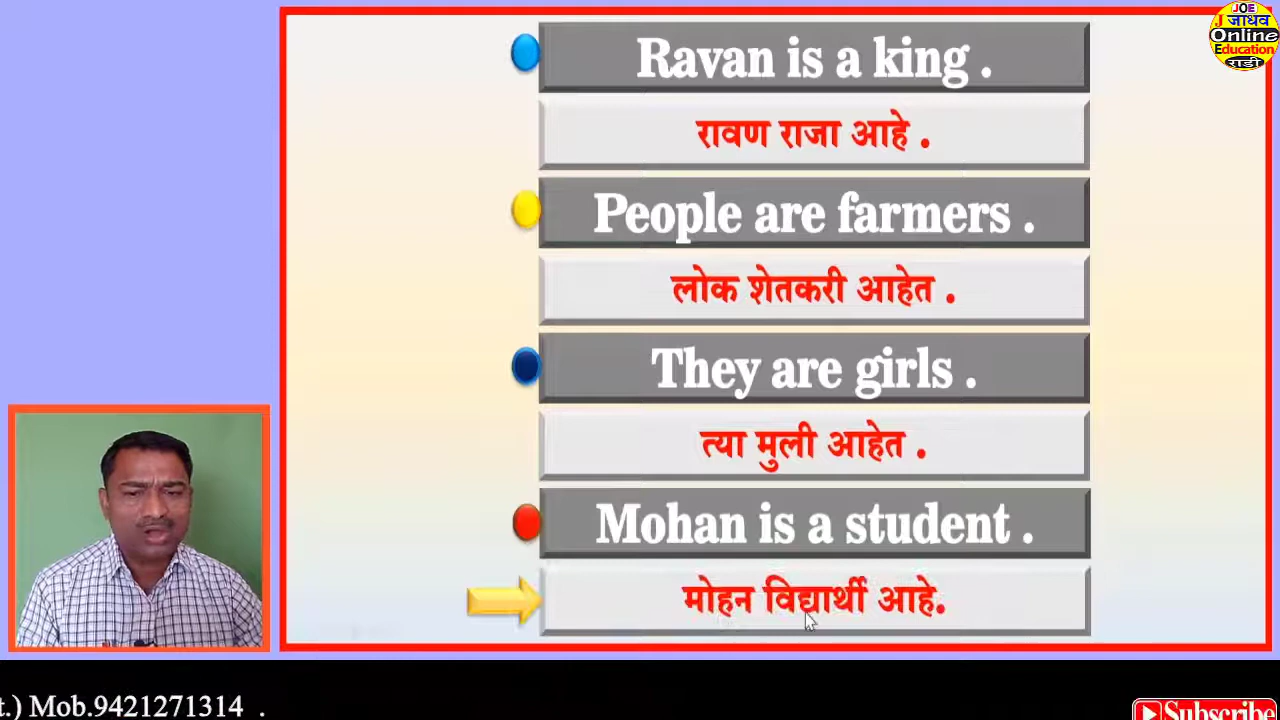 JOE
J जाधव
Online
Education
राडी
Ravan is a king .
रावण राजा आहे .
People are farmers .
लोक शेतकरी आहेत .
They are girls .
त्या मुली आहेत .
Mohan is a student .
मोहन विद्यार्थी आहे.
t.) Mob.9421271314 .
Subscribe